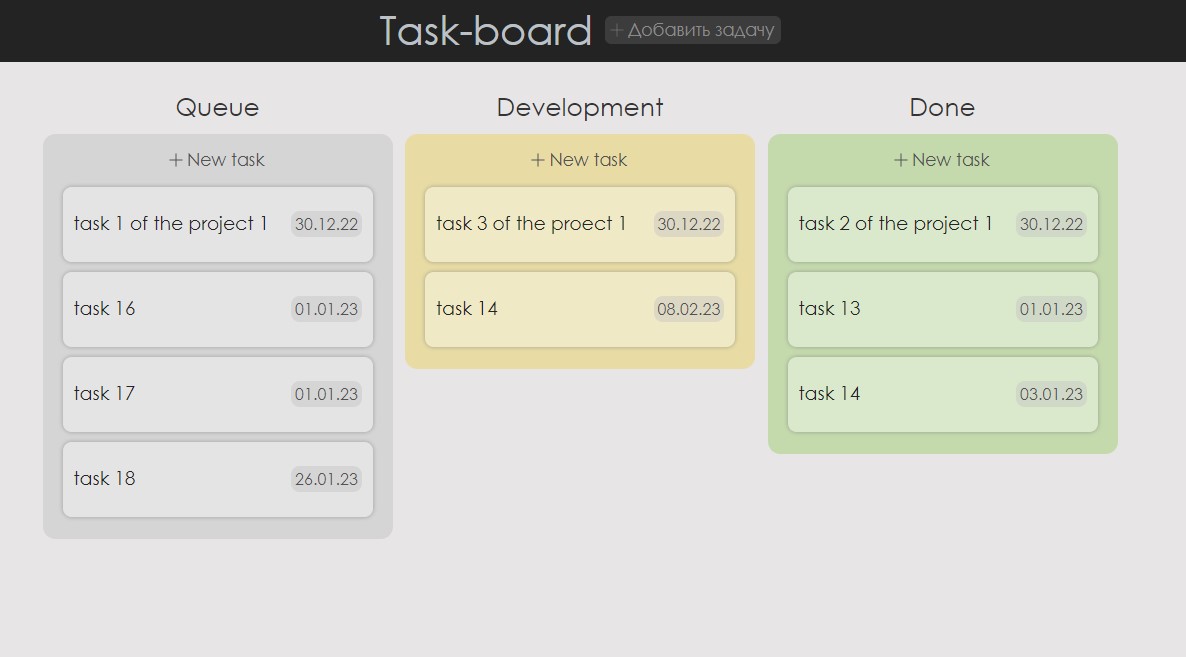 Task-board + Добавить задачу
Queue
+ New task
task 1 of the project 1 30.12.22
task 16 01.01.23
task 17 01.01.23
task 18 26.01.23
Development
+ New task
task 3 of the proect 1 30.12.22
task 14 08.02.23
Done
+ New task
task 2 of the project 1 30.12.22
task 13 01.01.23
task 14 03.01.23